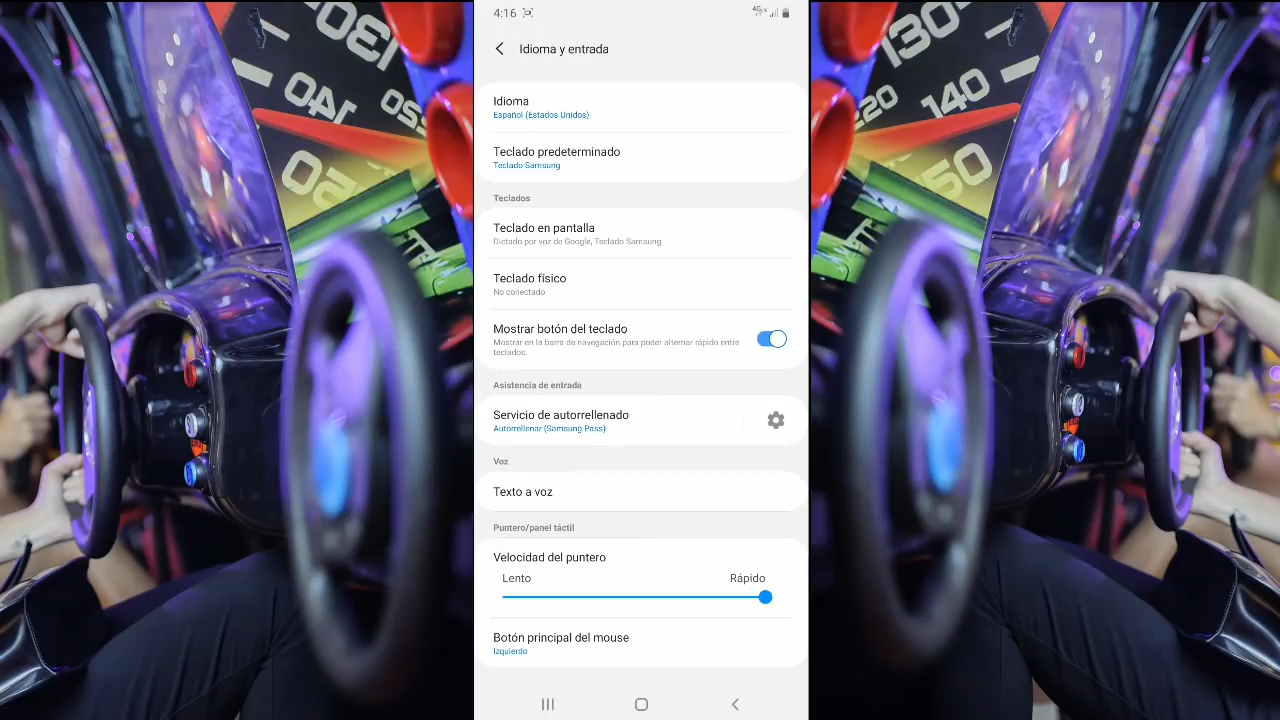 4:16
4G
Idioma y entrada
Idioma
Español (Estados Unidos)
Teclado predeterminado
Teclado Samsung
Teclados
Teclado en pantalla
Dictado por voz de Google, Teclado Samsung
Teclado físico
No conectado
Mostrar botón del teclado
Mostrar en la barra de navegación para poder alternar rápido entre
teclados.
Asistencia de entrada
Servicio de autorrellenado
Autorrellenar (Samsung Pass)
Voz
Texto a voz
Puntero/panel táctil
Velocidad del puntero
Lento Rápido
Botón principal del mouse
Izquierdo
130
140
220
50